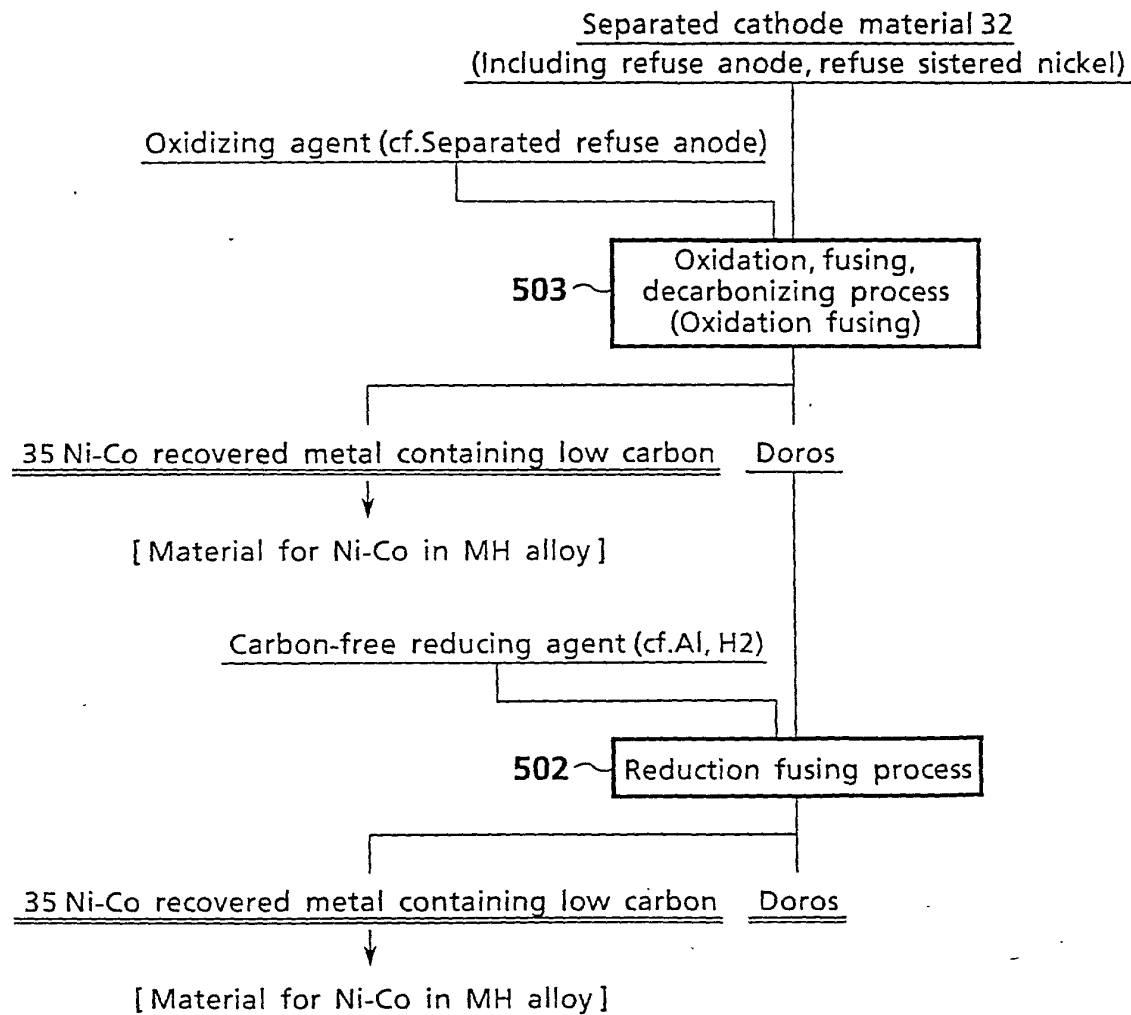 Separated cathode material 32
(Including refuse anode, refuse sistered nickel)
Oxidizing agent (cf.Separated refuse anode)
503
Oxidation, fusing,
decarbonizing process
(Oxidation fusing)
35 Ni-Co recovered metal containing low carbon
Doros
[Material for Ni-Co in MH alloy]
Carbon-free reducing agent (cf.Al, H2)
502
Reduction fusing process
35 Ni-Co recovered metal containing low carbon
Doros
[Material for Ni-Co in MH alloy]